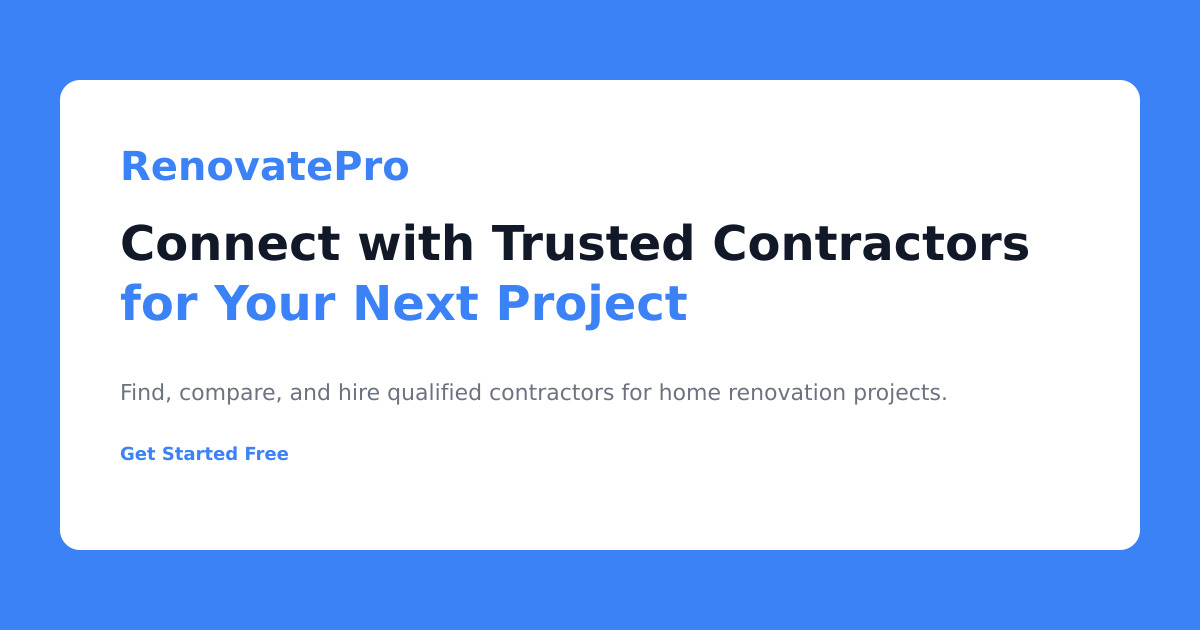 RenovatePro
Connect with Trusted Contractors
for Your Next Project
Find, compare, and hire qualified contractors for home renovation projects.
Get Started Free